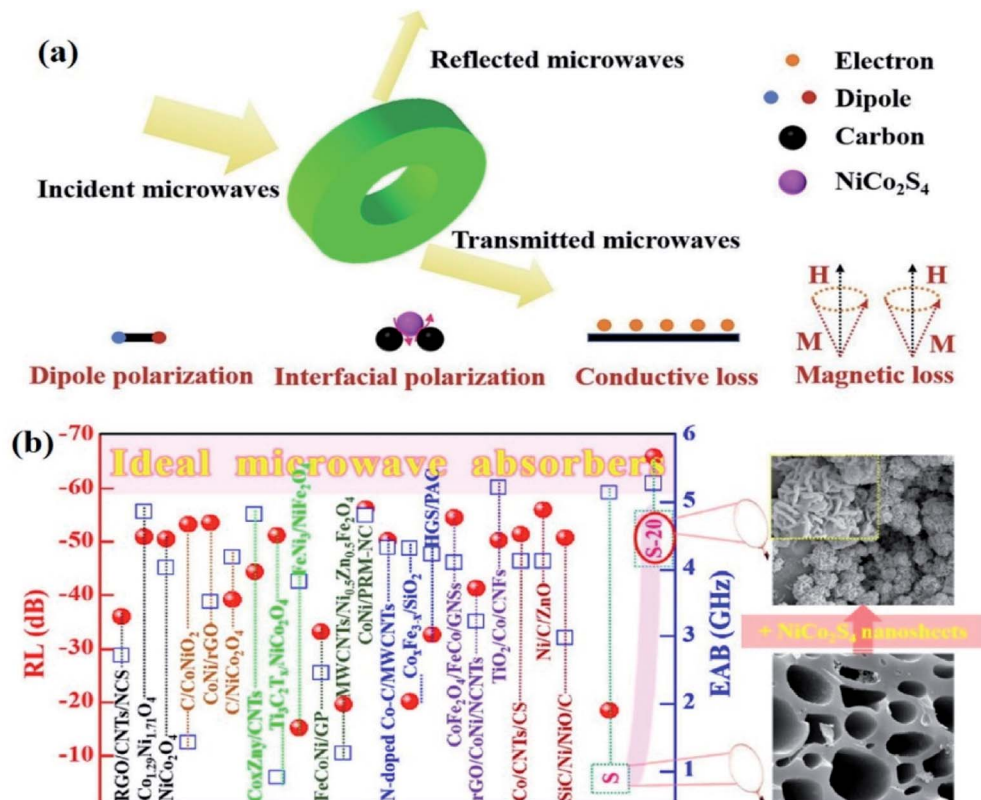 (a)
Reflected microwaves
Electron
Dipole
Carbon
NiCo₂S₄
Incident microwaves
Transmitted microwaves
H H
M M
Dipole polarization Interfacial polarization Conductive loss Magnetic loss
(b)
Ideal microwave absorbers
RL (dB)
-70
-60
-50
-40
-30
-20
-10
EAB (GHz)
6
5
4
3
2
1
RGO/CNTs/NCS
Co₁.₂₉Ni₁.₇₁O₄
NiCo₂O₄
C/CoNiO₂
CoNi/rGO
C/NiCo₂O₄
CoxZny/CNTs
Ti₃C₂Tₓ/NiCo₂O₄
FeNi₃/NiFe₂O₄
FeCoNi/GP
MWCNTs/Ni₀.₅Zn₀.₅Fe₂O₄
CoNi/PRM-NC
N-doped Co-C/MWCNTs
CoₓFe₃₋ₓ/SiO₂
HGS/PAC
CoFe₂O₄/FeCo/GNSs
rGO/CoNi/NCNTs
TiO₂/Co/CNFs
Co/CNTs/CS
Ni/C/ZnO
SiC/Ni/NiO/C
S
S-20
+ NiCo₂S₄ nanosheets